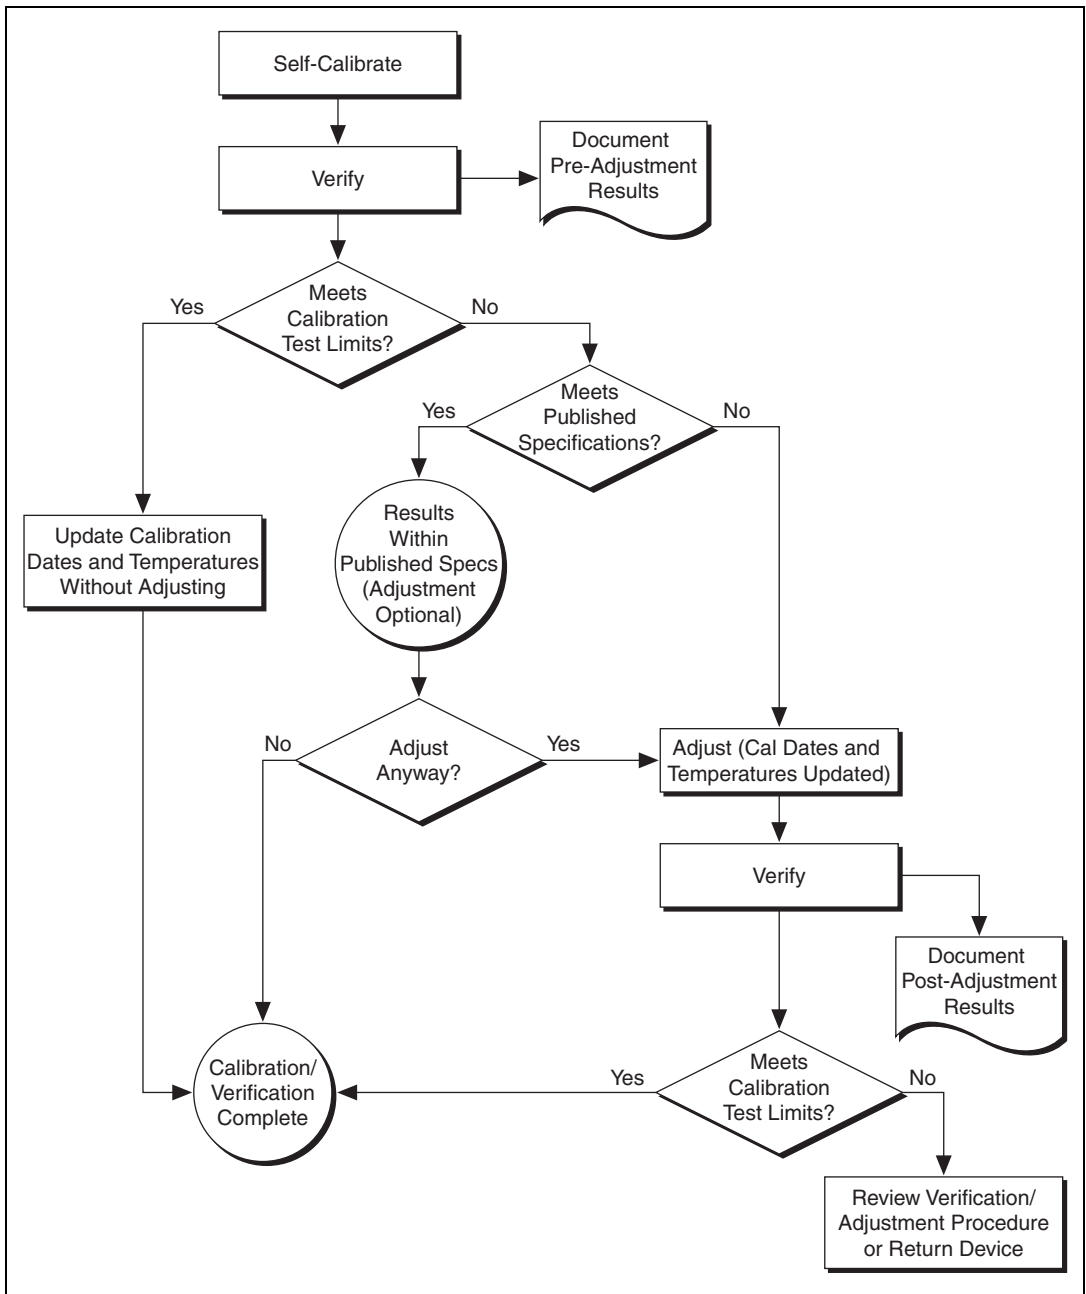 Self-Calibrate
Document
Pre-Adjustment
Results
Verify
Meets
Calibration
Test Limits?
Yes
No
Meets
Published
Specifications?
Yes
No
Results
Within
Published Specs
(Adjustment
Optional)
Update Calibration
Dates and Temperatures
Without Adjusting
Adjust
Anyway?
No
Yes
Adjust (Cal Dates and
Temperatures Updated)
Verify
Document
Post-Adjustment
Results
Calibration/
Verification
Complete
Meets
Calibration
Test Limits?
Yes
No
Review Verification/
Adjustment Procedure
or Return Device